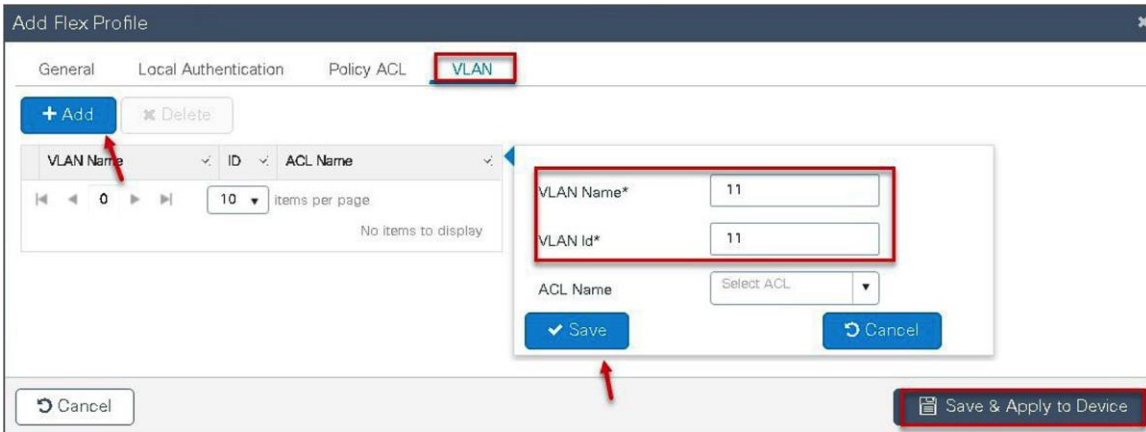 Add Flex Profile
General Local Authentication Policy ACL VLAN
+ Add ✖ Delete
VLAN Name ID ACL Name
0 10 items per page
No items to display
VLAN Name* 11
VLAN Id* 11
ACL Name Select ACL
Save Cancel
Cancel Save & Apply to Device